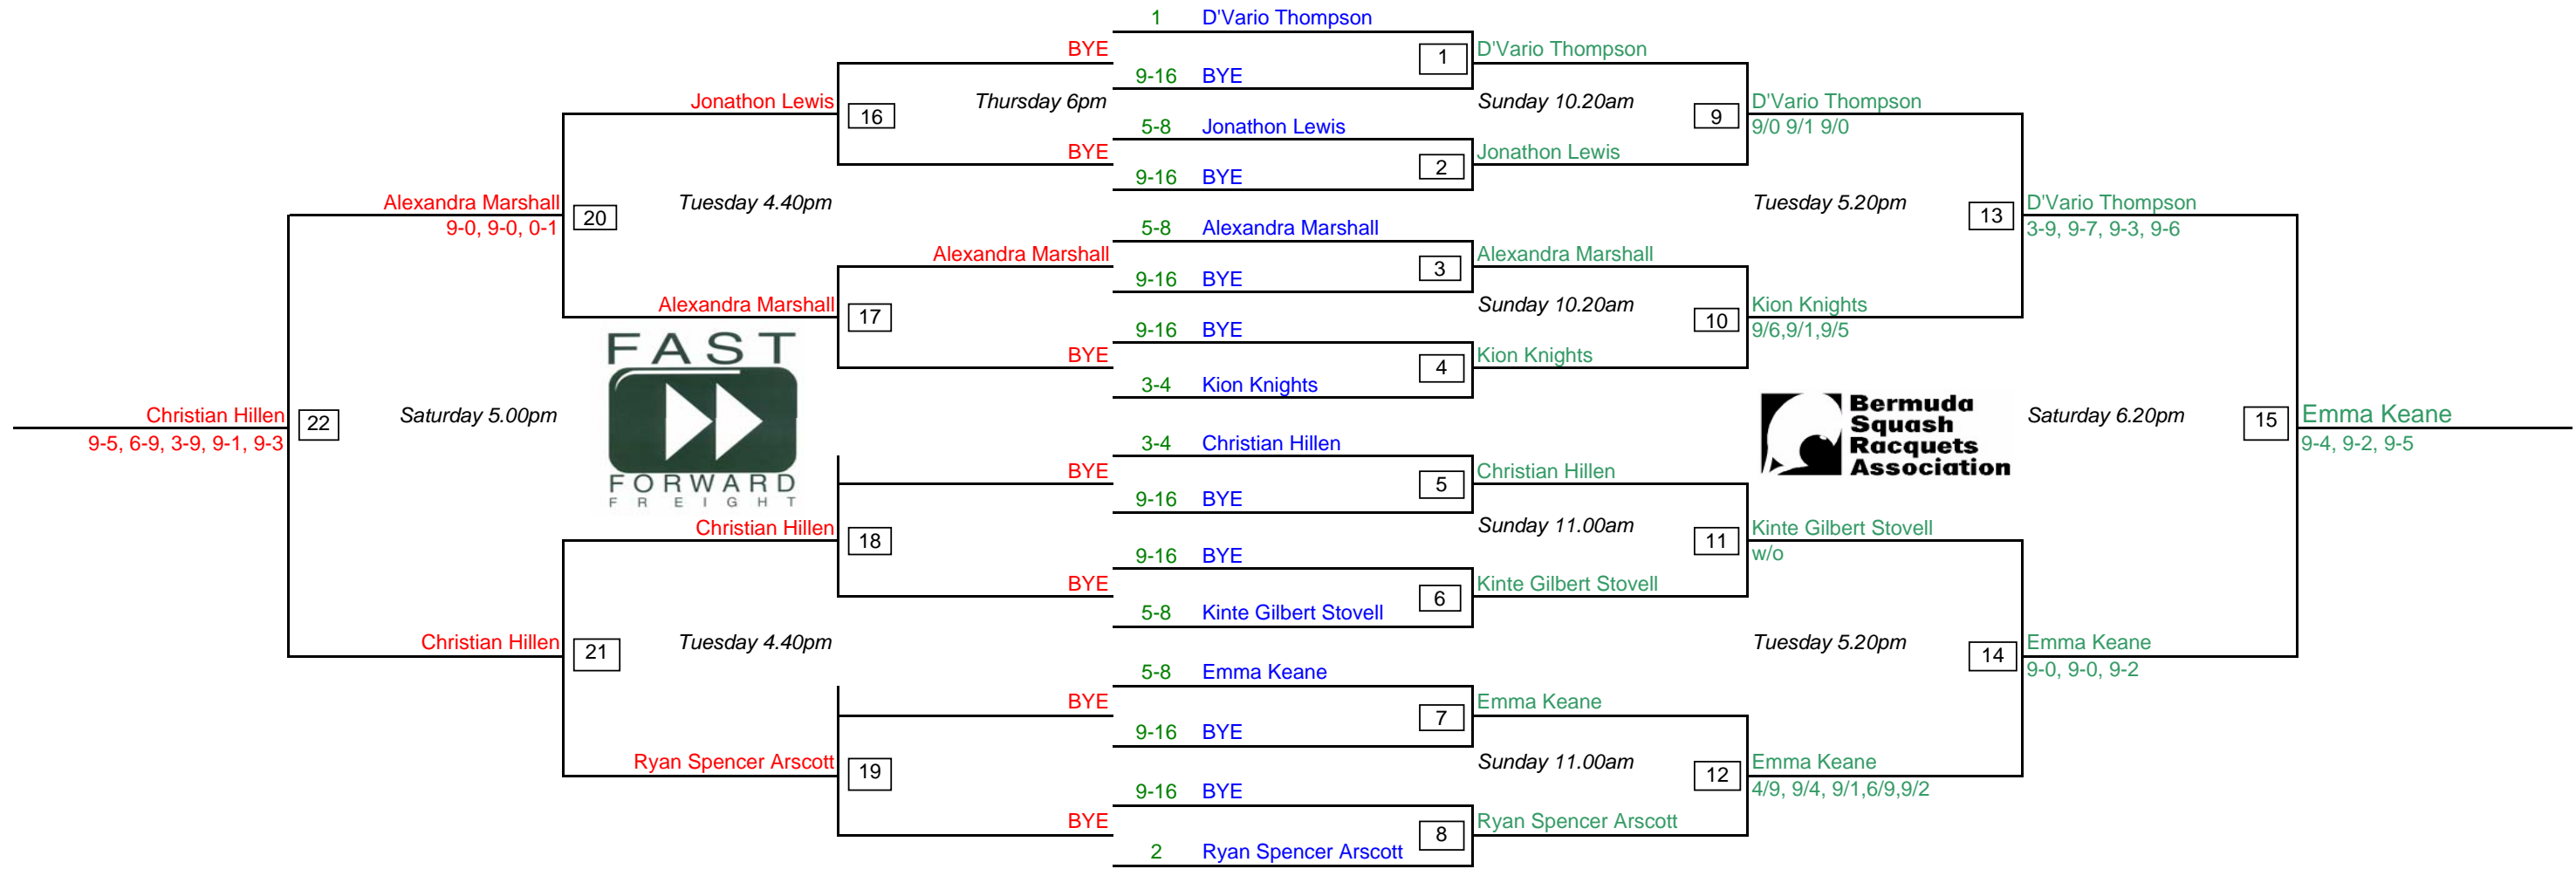 1 D'Vario Thompson
BYE 1 D'Vario Thompson
9-16 BYE
Jonathon Lewis 16 Thursday 6pm Sunday 10.20am 9 D'Vario Thompson
5-8 Jonathon Lewis 9/0 9/1 9/0
BYE 2 Jonathon Lewis
9-16 BYE
Alexandra Marshall 20 Tuesday 4.40pm Tuesday 5.20pm 13 D'Vario Thompson
9-0, 9-0, 0-1 5-8 Alexandra Marshall 3-9, 9-7, 9-3, 9-6
Alexandra Marshall 3 Alexandra Marshall
9-16 BYE
Alexandra Marshall 17 Sunday 10.20am 10 Kion Knights
9-16 BYE 9/6,9/1,9/5
BYE 4 Kion Knights
3-4 Kion Knights
FAST
FORWARD
FREIGHT
Bermuda
Squash
Racquets
Association
Christian Hillen 22 Saturday 5.00pm Saturday 6.20pm 15 Emma Keane
9-5, 6-9, 3-9, 9-1, 9-3 3-4 Christian Hillen 9-4, 9-2, 9-5
BYE 5 Christian Hillen
9-16 BYE
Christian Hillen 18 Sunday 11.00am 11 Kinte Gilbert Stovell
9-16 BYE w/o
BYE 6 Kinte Gilbert Stovell
5-8 Kinte Gilbert Stovell
Christian Hillen 21 Tuesday 4.40pm Tuesday 5.20pm 14 Emma Keane
5-8 Emma Keane 9-0, 9-0, 9-2
BYE 7 Emma Keane
9-16 BYE
Ryan Spencer Arscott 19 Sunday 11.00am 12 Emma Keane
9-16 BYE 4/9, 9/4, 9/1,6/9,9/2
BYE 8 Ryan Spencer Arscott
2 Ryan Spencer Arscott